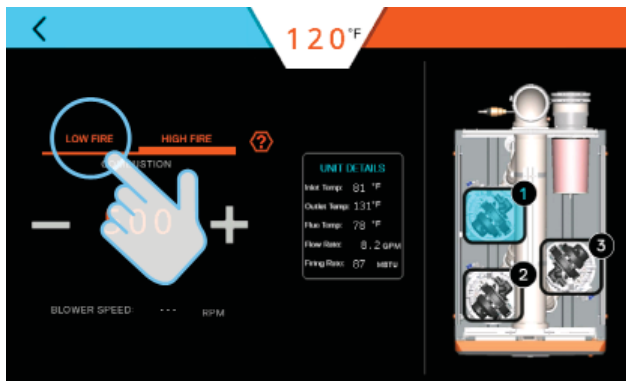 120°F
LOW FIRE HIGH FIRE ?
UNIT DETAILS
Inlet Temp: 81 °F
Outlet Temp: 131°F
Flue Temp: 78 °F
Flow Rate: 8.2 GPM
Firing Rate: 87 MBTU
BLOWER SPEED: --- RPM
1
2
3